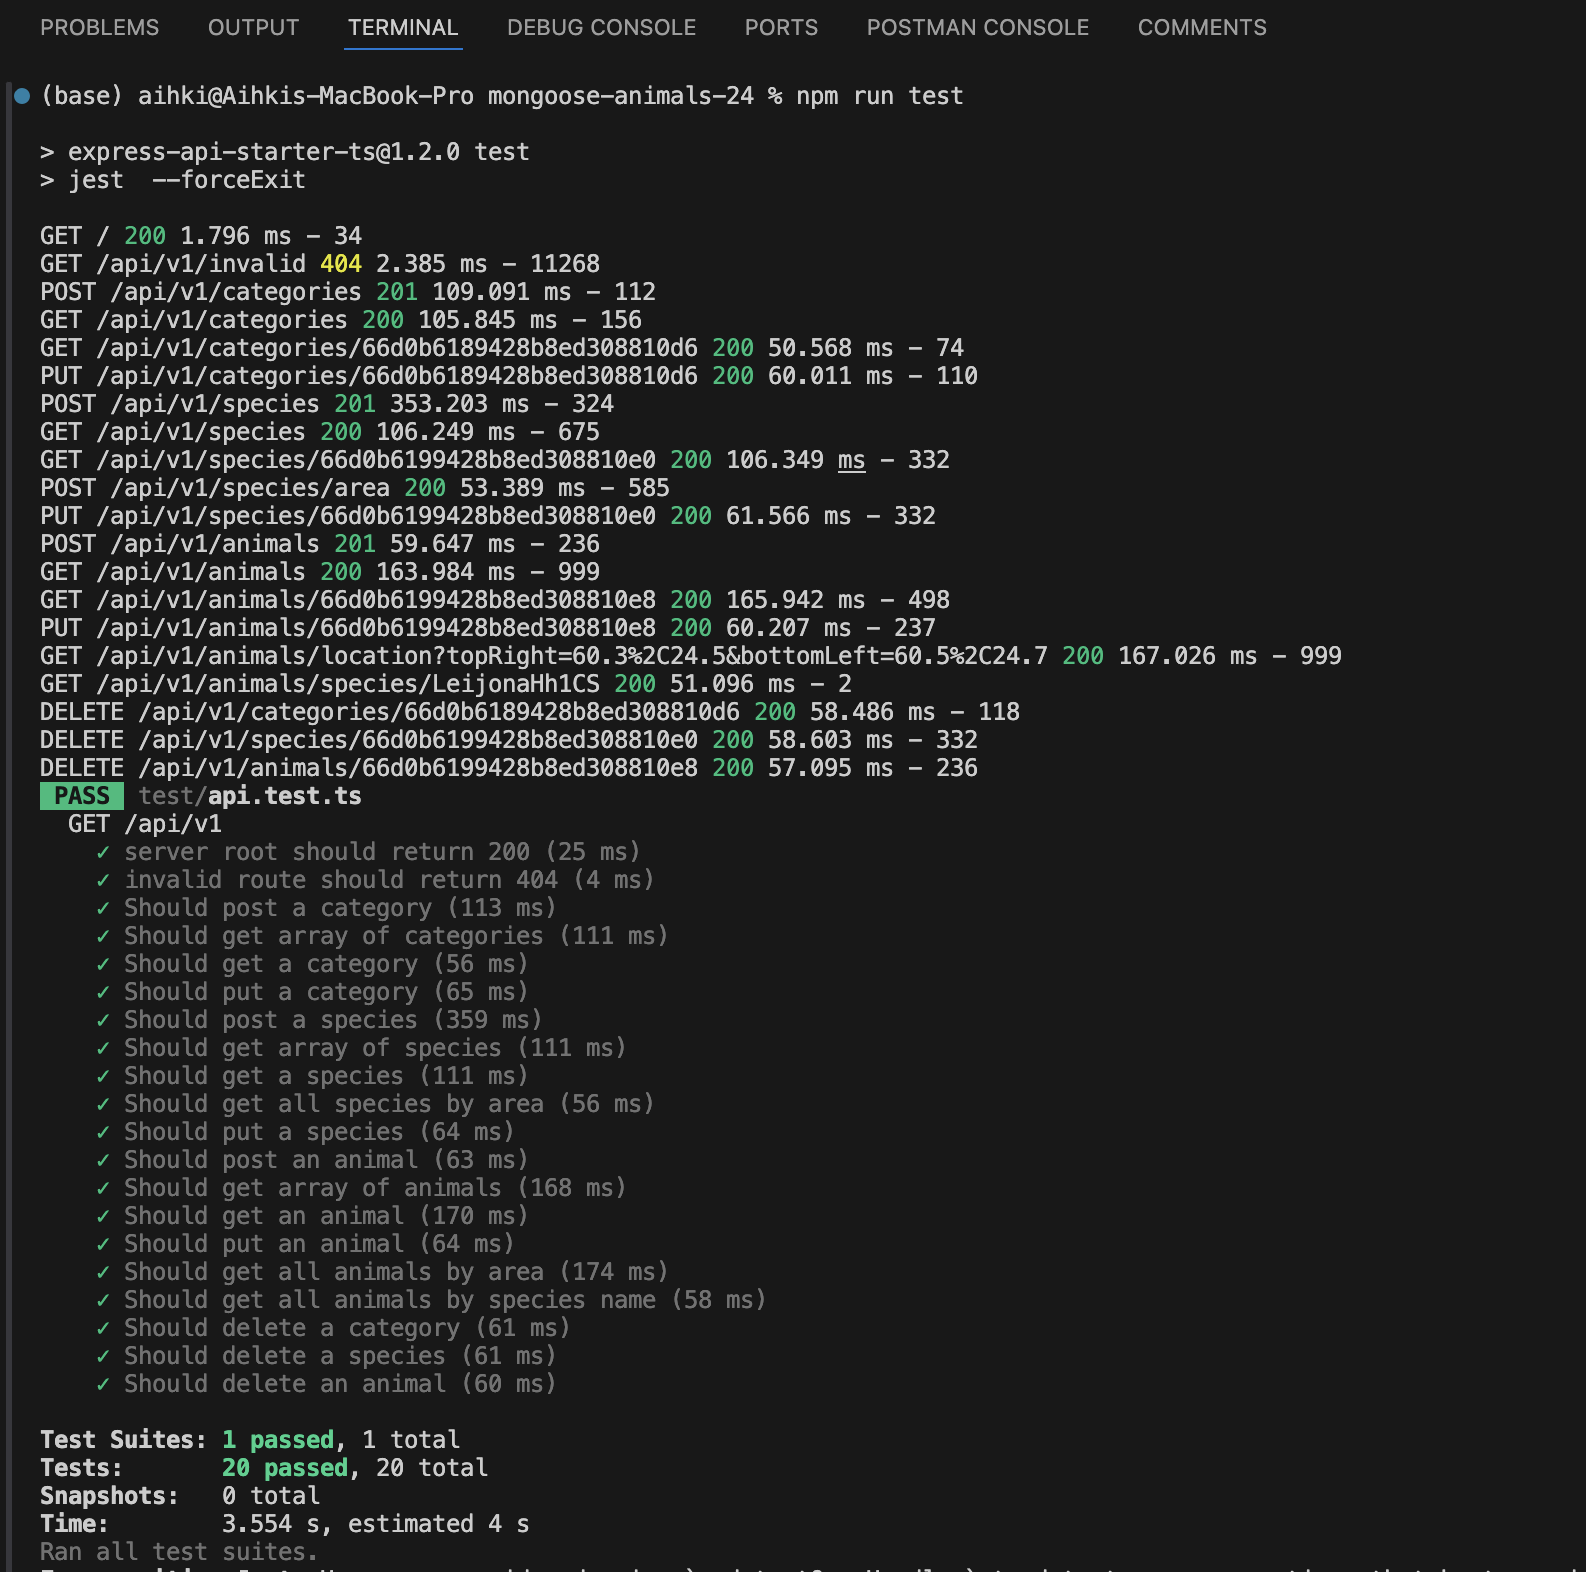 PROBLEMS OUTPUT TERMINAL DEBUG CONSOLE PORTS POSTMAN CONSOLE COMMENTS
(base) aihki@Aihkis-MacBook-Pro mongoose-animals-24 % npm run test
> express-api-starter-ts@1.2.0 test
> jest  --forceExit
GET / 200 1.796 ms - 34
GET /api/v1/invalid 404 2.385 ms - 11268
POST /api/v1/categories 201 109.091 ms - 112
GET /api/v1/categories 200 105.845 ms - 156
GET /api/v1/categories/66d0b6189428b8ed308810d6 200 50.568 ms - 74
PUT /api/v1/categories/66d0b6189428b8ed308810d6 200 60.011 ms - 110
POST /api/v1/species 201 353.203 ms - 324
GET /api/v1/species 200 106.249 ms - 675
GET /api/v1/species/66d0b6199428b8ed308810e0 200 106.349 ms - 332
POST /api/v1/species/area 200 53.389 ms - 585
PUT /api/v1/species/66d0b6199428b8ed308810e0 200 61.566 ms - 332
POST /api/v1/animals 201 59.647 ms - 236
GET /api/v1/animals 200 163.984 ms - 999
GET /api/v1/animals/66d0b6199428b8ed308810e8 200 165.942 ms - 498
PUT /api/v1/animals/66d0b6199428b8ed308810e8 200 60.207 ms - 237
GET /api/v1/animals/location?topRight=60.3%2C24.5&bottomLeft=60.5%2C24.7 200 167.026 ms - 999
GET /api/v1/animals/species/LeijonaHh1CS 200 51.096 ms - 2
DELETE /api/v1/categories/66d0b6189428b8ed308810d6 200 58.486 ms - 118
DELETE /api/v1/species/66d0b6199428b8ed308810e0 200 58.603 ms - 332
DELETE /api/v1/animals/66d0b6199428b8ed308810e8 200 57.095 ms - 236
PASS test/api.test.ts
GET /api/v1
✓ server root should return 200 (25 ms)
✓ invalid route should return 404 (4 ms)
✓ Should post a category (113 ms)
✓ Should get array of categories (111 ms)
✓ Should get a category (56 ms)
✓ Should put a category (65 ms)
✓ Should post a species (359 ms)
✓ Should get array of species (111 ms)
✓ Should get a species (111 ms)
✓ Should get all species by area (56 ms)
✓ Should put a species (64 ms)
✓ Should post an animal (63 ms)
✓ Should get array of animals (168 ms)
✓ Should get an animal (170 ms)
✓ Should put an animal (64 ms)
✓ Should get all animals by area (174 ms)
✓ Should get all animals by species name (58 ms)
✓ Should delete a category (61 ms)
✓ Should delete a species (61 ms)
✓ Should delete an animal (60 ms)
Test Suites: 1 passed, 1 total
Tests: 20 passed, 20 total
Snapshots: 0 total
Time: 3.554 s, estimated 4 s
Ran all test suites.